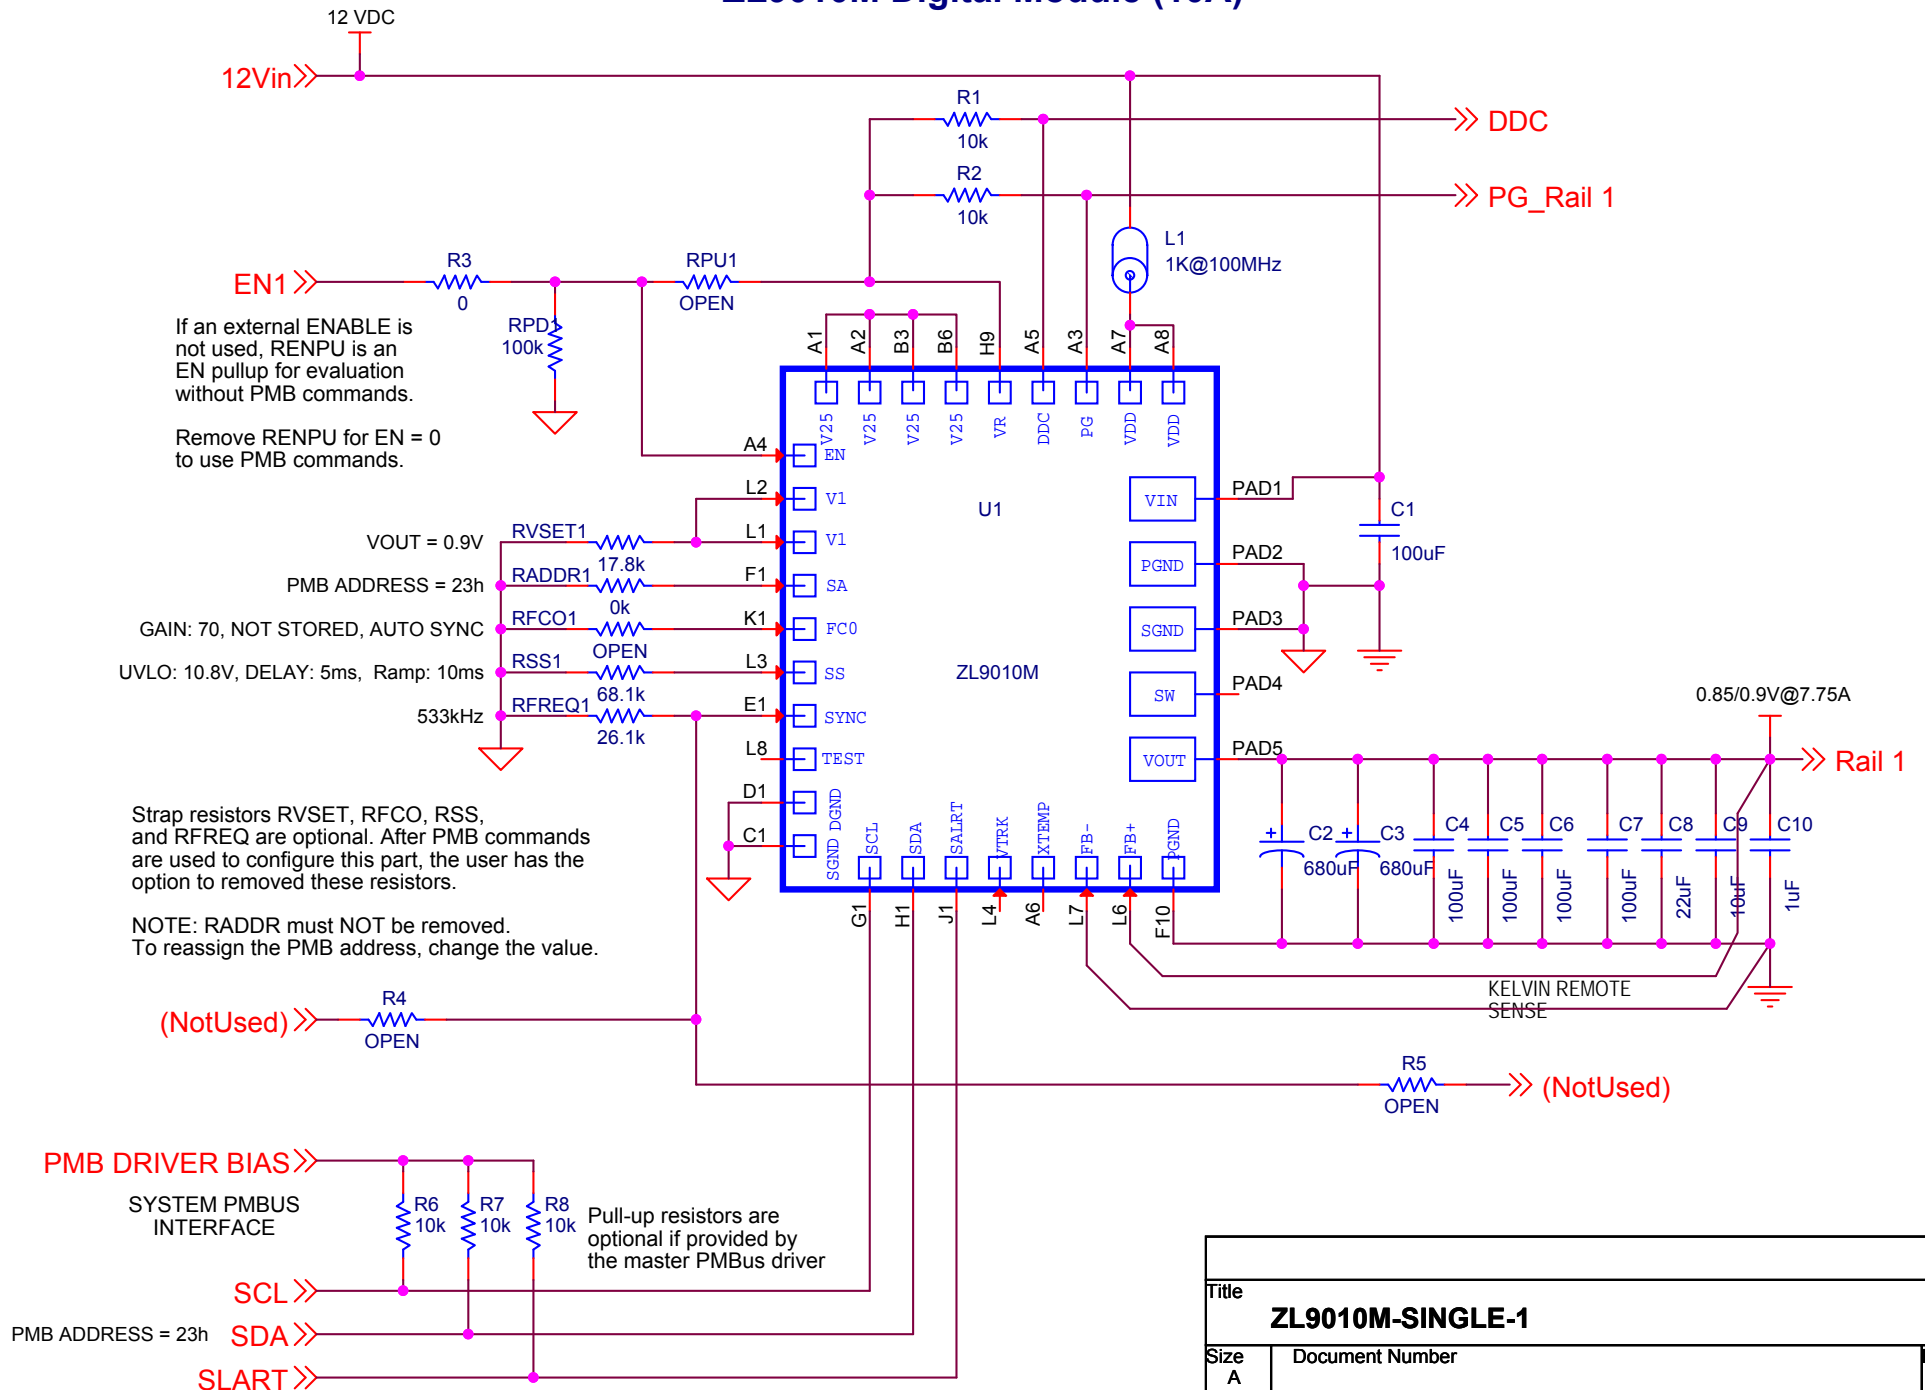 ZL9010M Digital Module (10A)
12 VDC
12Vin
R1
10k
DDC
R2
10k
PG_Rail 1
L1
1K@100MHz
EN1
R3
0
RPU1
OPEN
RPD1
100k
If an external ENABLE is
not used, RENPU is an
EN pullup for evaluation
without PMB commands.
Remove RENPU for EN = 0
to use PMB commands.
A1
A2
B3
B6
H9
A5
A3
A7
A8
V25
V25
V25
V25
VR
DDC
PG
VDD
VDD
A4
EN
L2
V1
L1
V1
F1
SA
K1
FC0
L3
SS
E1
SYNC
L8
TEST
D1
DGND
C1
SGND
U1
ZL9010M
VIN
PAD1
PGND
PAD2
SGND
PAD3
SW
PAD4
VOUT
PAD5
C1
100uF
VOUT = 0.9V
RVSET1
17.8k
PMB ADDRESS = 23h
RADDR1
0k
GAIN: 70, NOT STORED, AUTO SYNC
RFCO1
OPEN
UVLO: 10.8V, DELAY: 5ms, Ramp: 10ms
RSS1
68.1k
533kHz
RFREQ1
26.1k
0.85/0.9V@7.75A
Rail 1
SCL
SDA
SALRT
VTRK
XTEMP
FB-
FB+
PGND
G1
H1
J1
L4
A6
L7
L6
F10
+
C2
680uF
+
C3
680uF
C4
100uF
C5
100uF
C6
100uF
C7
100uF
C8
22uF
C9
10uF
C10
1uF
Strap resistors RVSET, RFCO, RSS,
and RFREQ are optional. After PMB commands
are used to configure this part, the user has the
option to removed these resistors.
NOTE: RADDR must NOT be removed.
To reassign the PMB address, change the value.
KELVIN REMOTE
SENSE
(NotUsed)
R4
OPEN
R5
OPEN
(NotUsed)
PMB DRIVER BIAS
SYSTEM PMBUS
INTERFACE
R6
10k
R7
10k
R8
10k
Pull-up resistors are
optional if provided by
the master PMBus driver
SCL
PMB ADDRESS = 23h
SDA
SLART
Title
ZL9010M-SINGLE-1
Size
A
Document Number